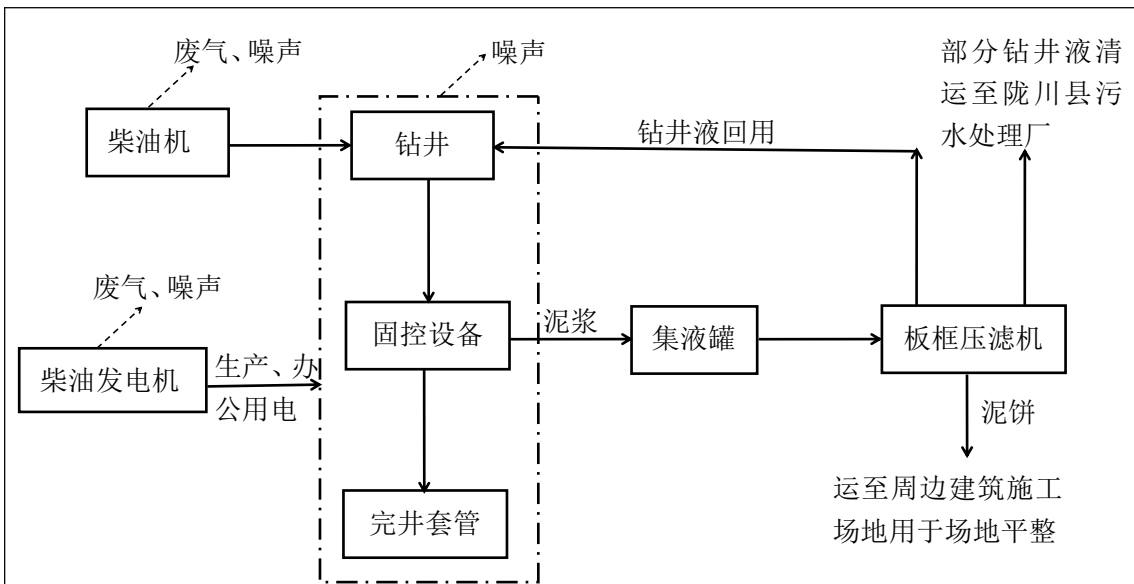 废气、噪声
噪声
部分钻井液清
运至陇川县污
水处理厂
柴油机
钻井
钻井液回用
废气、噪声
柴油发电机
生产、办
公用电
固控设备
泥浆
集液罐
板框压滤机
泥饼
完井套管
运至周边建筑施工
场地用于场地平整